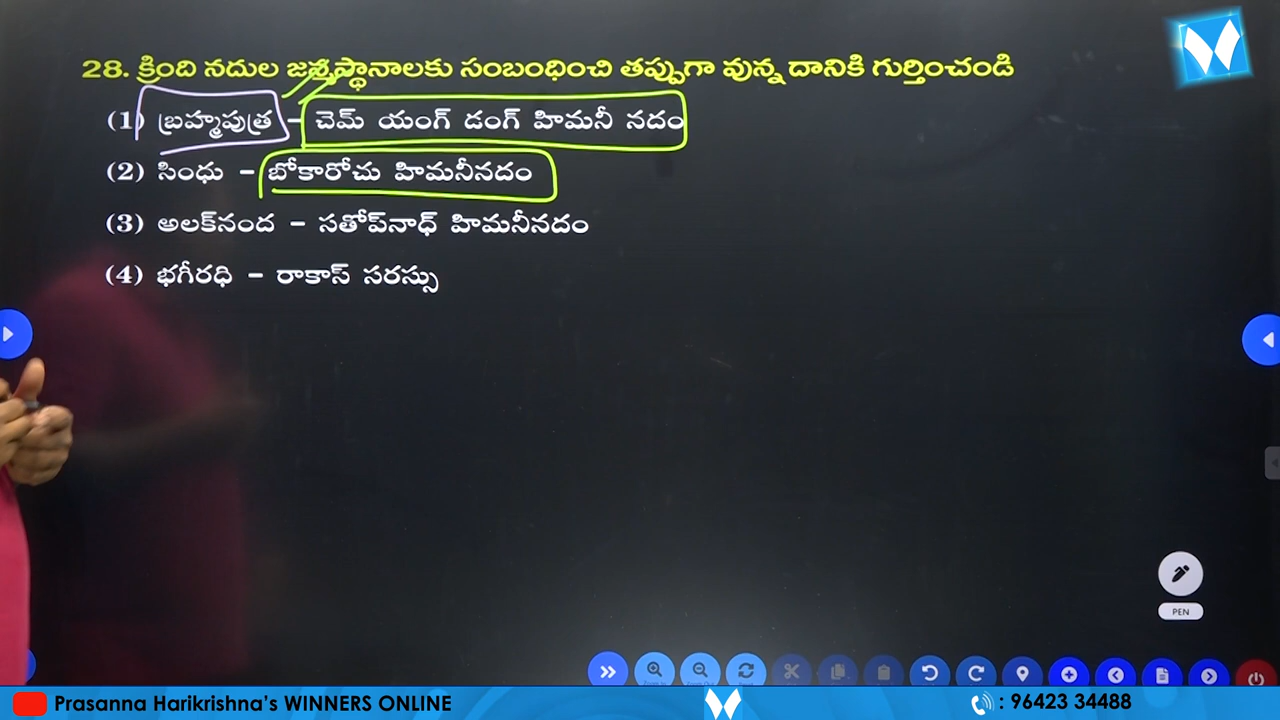 28. క్రింది నదుల జన్మస్థానాలకు సంబంధించి తప్పుగా వున్న దానికి గుర్తించండి
(1) బ్రహ్మపుత్ర – చెమ్ యంగ్ డంగ్ హిమనీ నదం
(2) సింధు – బోకారోచు హిమనీనదం
(3) అలక్‌నంద – సతోప్‌నాధ్ హిమనీనదం
(4) భగీరధి – రాకాస్ సరస్సు
PEN
Prasanna Harikrishna's WINNERS ONLINE
: 96423 34488